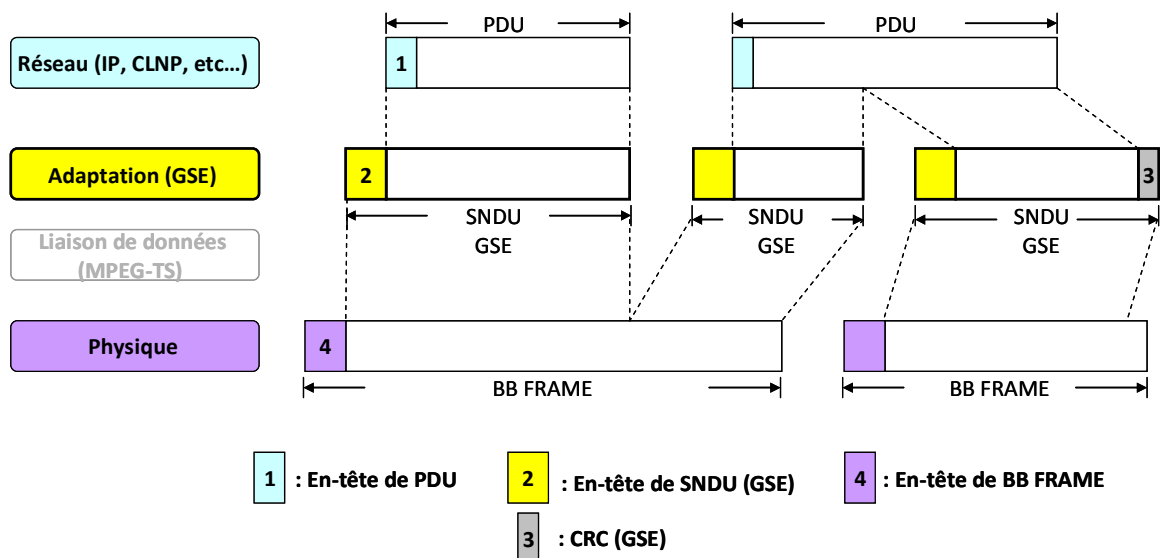 PDU
PDU
Réseau (IP, CLNP, etc…)
1
Adaptation (GSE)
2
3
SNDU
GSE
SNDU
GSE
SNDU
GSE
Liaison de données
(MPEG-TS)
Physique
4
BB FRAME
BB FRAME
1 : En-tête de PDU
2 : En-tête de SNDU (GSE)
4 : En-tête de BB FRAME
3 : CRC (GSE)